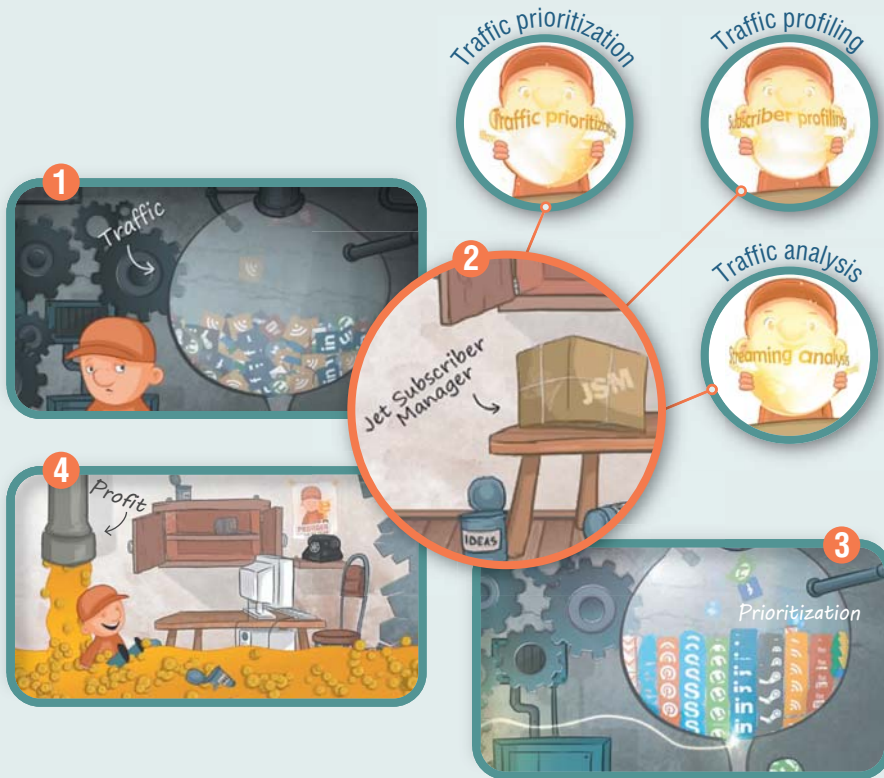 Traffic prioritization
Traffic prioritiz
Traffic profiling
Subscriber profiling
1
Traffic
2
Jet Subscriber
Manager
JSM
IDEAS
Traffic analysis
Streaming analysis
4
Profit
3
Prioritization